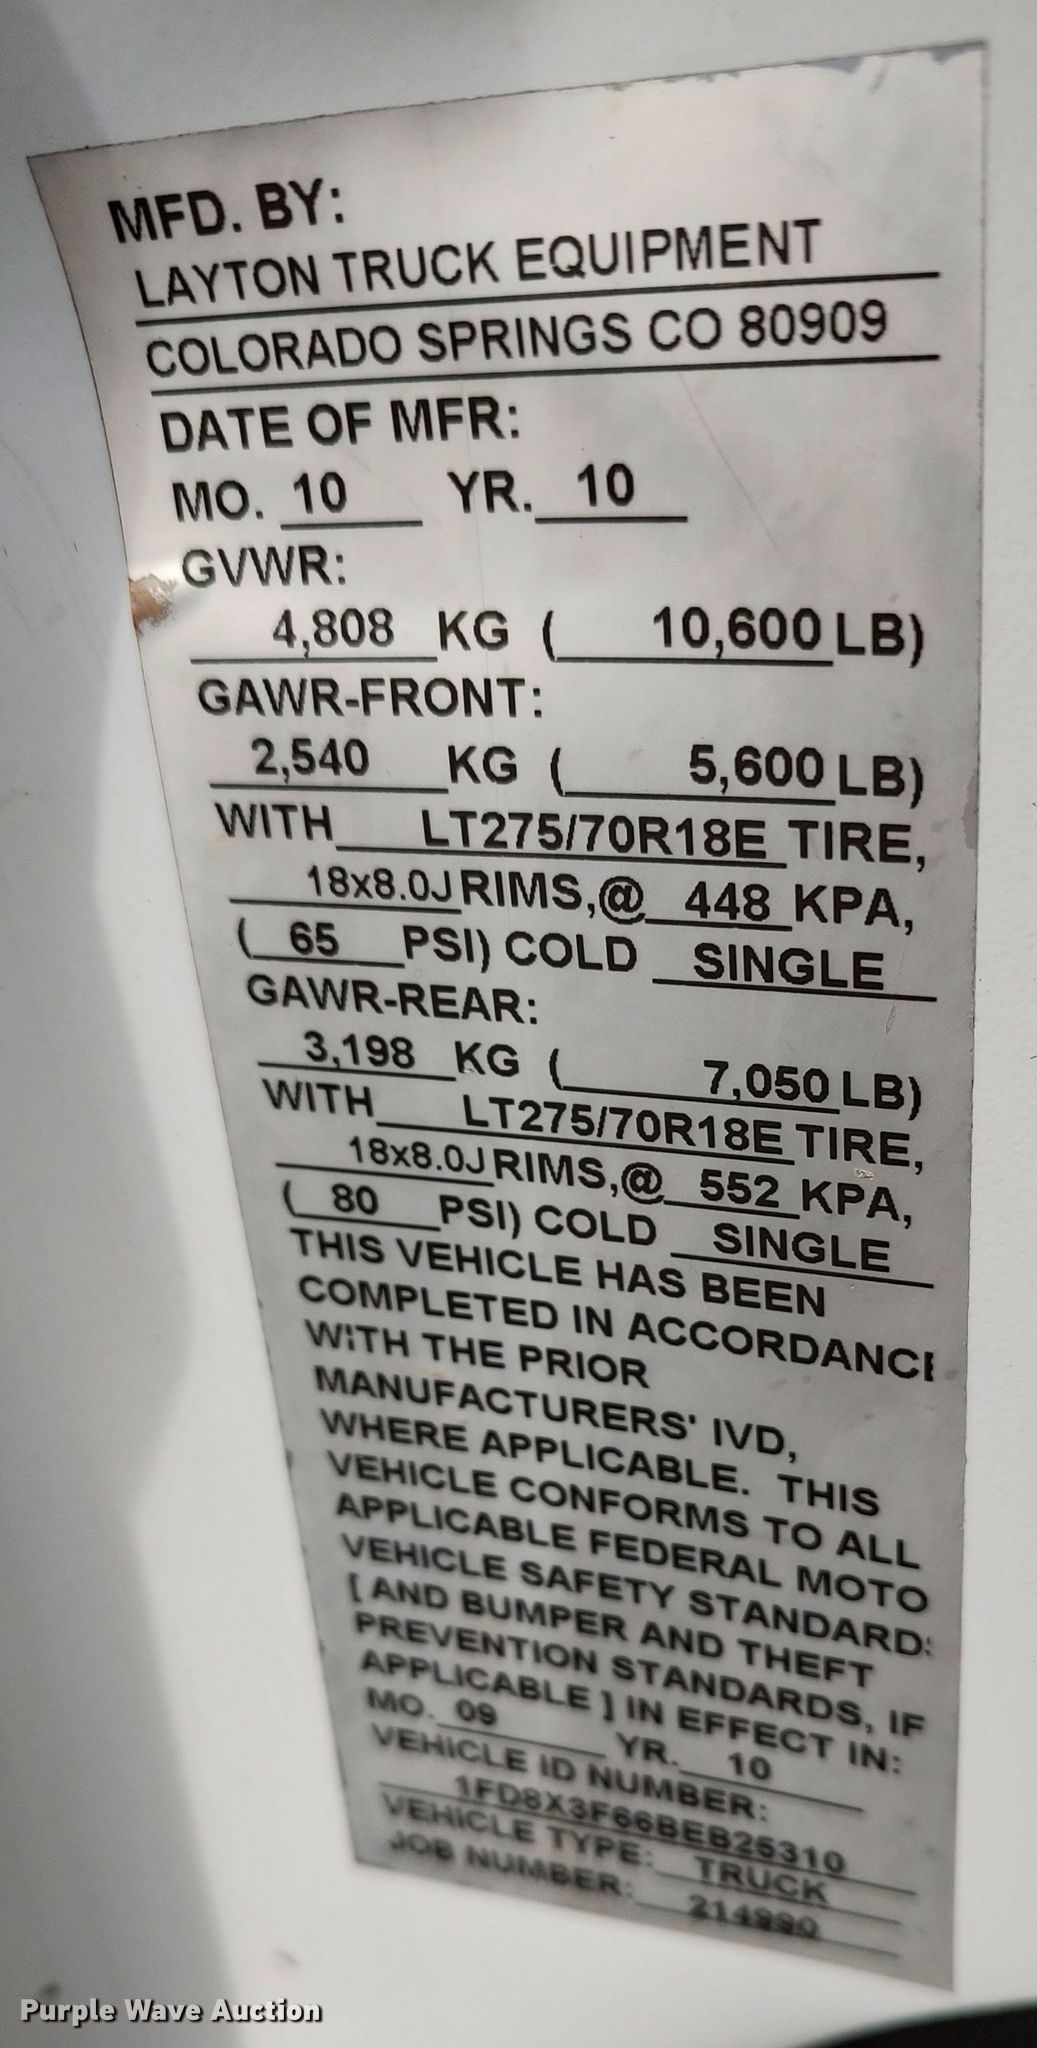 MFD. BY:
LAYTON TRUCK EQUIPMENT
COLORADO SPRINGS CO 80909
DATE OF MFR:
MO. 10 YR. 10
GVWR:
4,808 KG ( 10,600 LB)
GAWR-FRONT:
2,540 KG ( 5,600 LB)
WITH LT275/70R18E TIRE,
18x8.0J RIMS,@ 448 KPA,
( 65 PSI) COLD SINGLE
GAWR-REAR:
3,198 KG ( 7,050 LB)
WITH LT275/70R18E TIRE,
18x8.0J RIMS,@ 552 KPA,
( 80 PSI) COLD SINGLE
THIS VEHICLE HAS BEEN
COMPLETED IN ACCORDANC
WITH THE PRIOR
MANUFACTURERS' IVD,
WHERE APPLICABLE. THIS
VEHICLE CONFORMS TO ALL
APPLICABLE FEDERAL MOTO
VEHICLE SAFETY STANDARD
[ AND BUMPER AND THEFT
PREVENTION STANDARDS, IF
APPLICABLE ] IN EFFECT IN:
MO. 09 YR. 10
VEHICLE ID NUMBER:
1FD8X3F66BEB25310
VEHICLE TYPE: TRUCK
JOB NUMBER: 214990
Purple Wave Auction